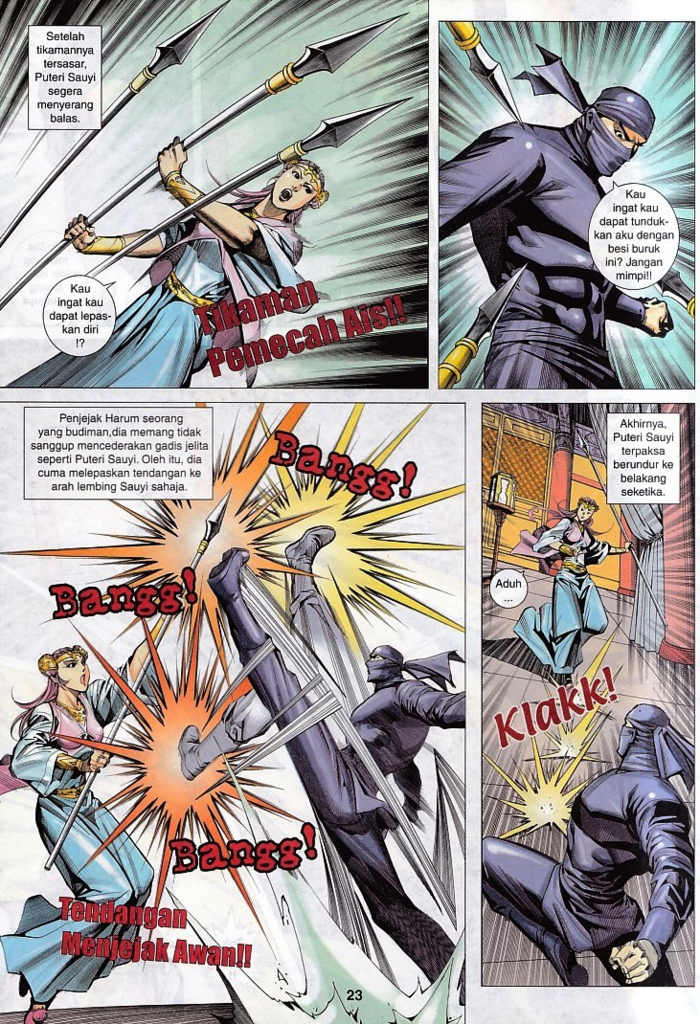 Setelah
tikamannya
tersasar,
Puteri Sauyi
segera
menyerang
balas.
Kau
ingat kau
dapat lepas-
kan diri
!?
Tikaman
Pemecah Ais!!
Kau
ingat kau
dapat tunduk-
kan aku dengan
besi buruk
ini? Jangan
mimpi!!
Penjejak Harum seorang
yang budiman,dia memang tidak
sanggup mencederakan gadis jelita
seperti Puteri Sauyi. Oleh itu, dia
cuma melepaskan tendangan ke
arah lembing Sauyi sahaja.
Bangg!
Bangg!
Bangg!
Tendangan
Menjejak Awan!!
Akhirnya,
Puteri Sauyi
terpaksa
berundur ke
belakang
seketika.
Aduh
...
Klakk!
23